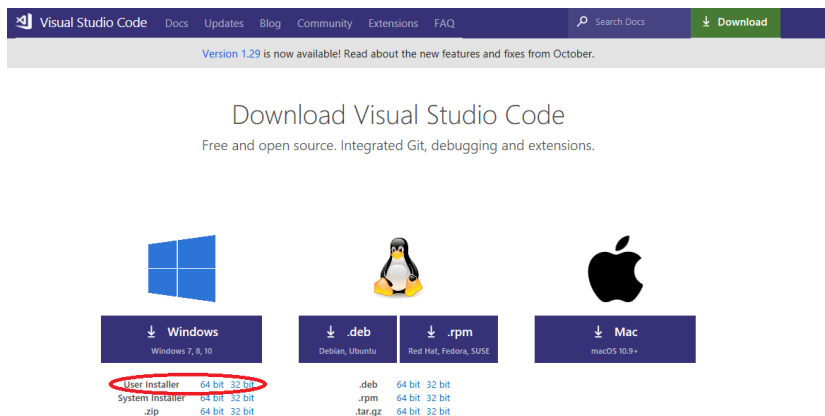 Visual Studio Code Docs Updates Blog Community Extensions FAQ Search Docs Download
Version 1.29 is now available! Read about the new features and fixes from October.
Download Visual Studio Code
Free and open source. Integrated Git, debugging and extensions.
Windows
Windows 7, 8, 10
.deb
Debian, Ubuntu
.rpm
Red Hat, Fedora, SUSE
Mac
macOS 10.9+
User Installer 64 bit 32 bit
System Installer 64 bit 32 bit
.zip 64 bit 32 bit
.deb 64 bit 32 bit
.rpm 64 bit 32 bit
.tar.gz 64 bit 32 bit